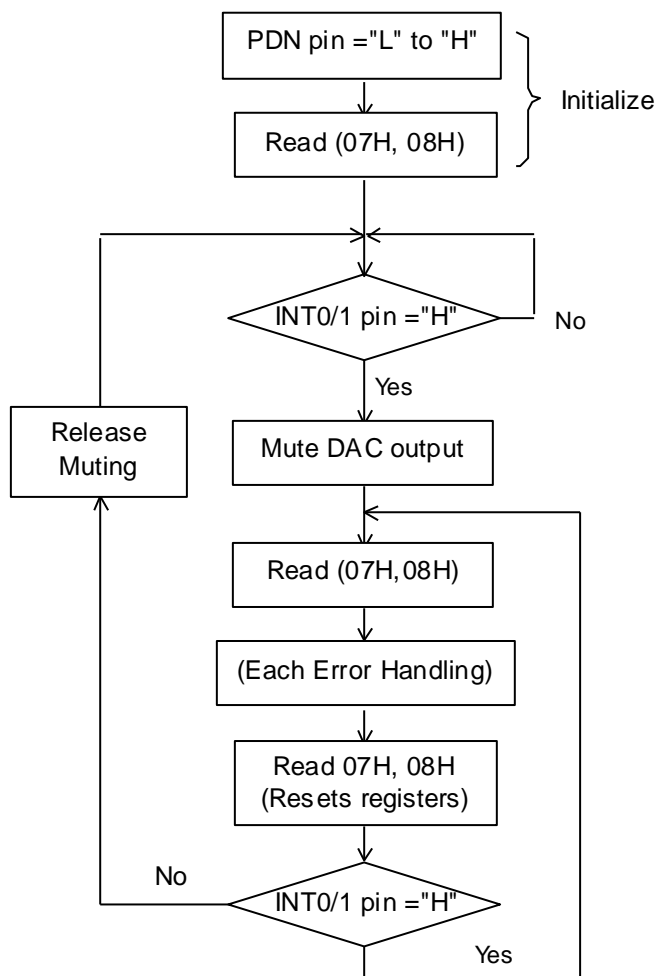 PDN pin ="L" to "H"
Initialize
Read (07H, 08H)
INT0/1 pin ="H"
No
Yes
Release
Muting
Mute DAC output
Read (07H,08H)
(Each Error Handling)
Read 07H, 08H
(Resets registers)
No
INT0/1 pin ="H"
Yes